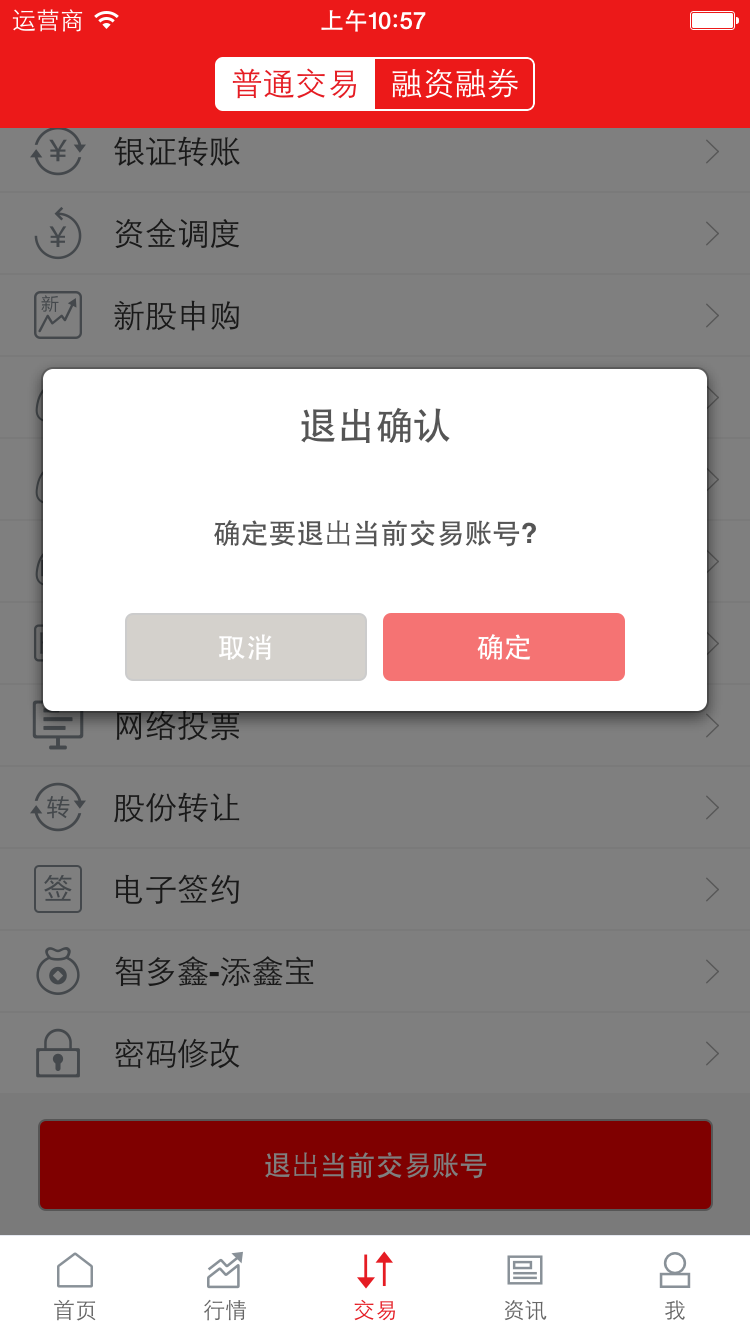 运营商 上午10:57
普通交易 融资融券
¥ 银证转账
¥ 资金调度
新 新股申购
退出确认
确定要退出当前交易账号?
取消 确定
网络投票
转 股份转让
签 电子签约
智多鑫-添鑫宝
密码修改
退出当前交易账号
首页 行情 交易 资讯 我